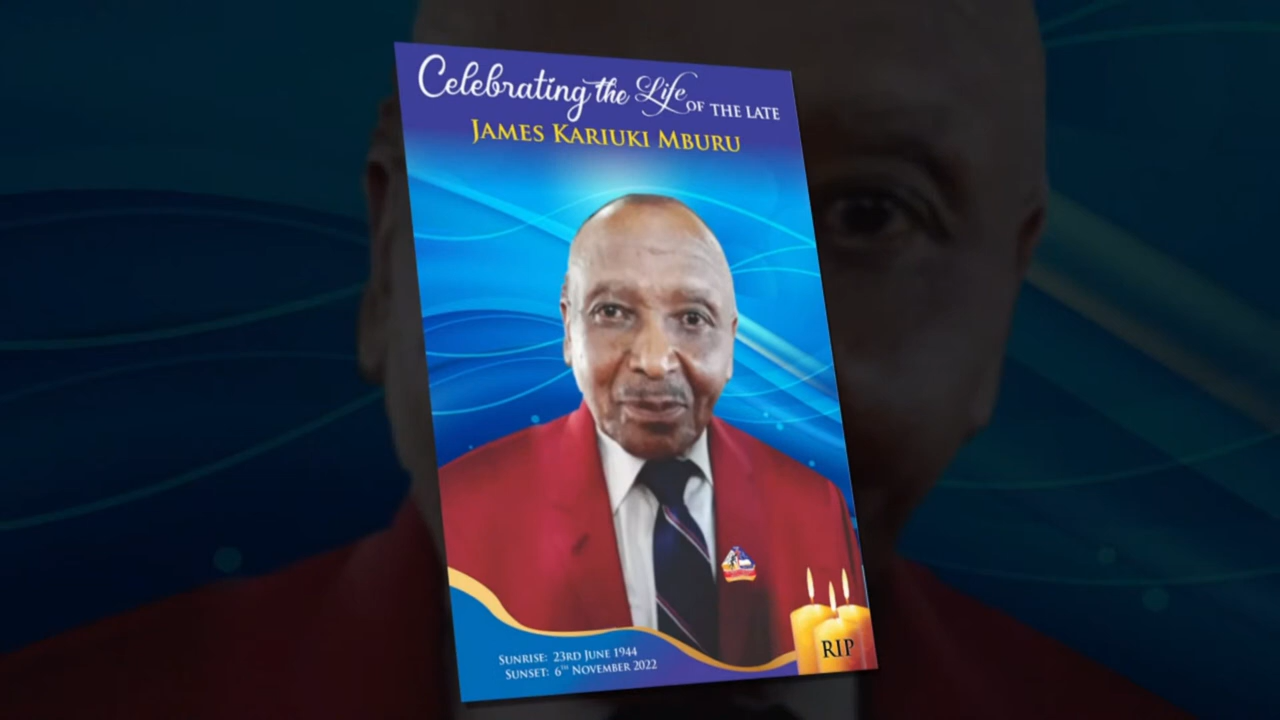 Celebrating the Life OF THE LATE
JAMES KARIUKI MBURU
SUNRISE: 23RD JUNE 1944
SUNSET: 6TH NOVEMBER 2022
RIP